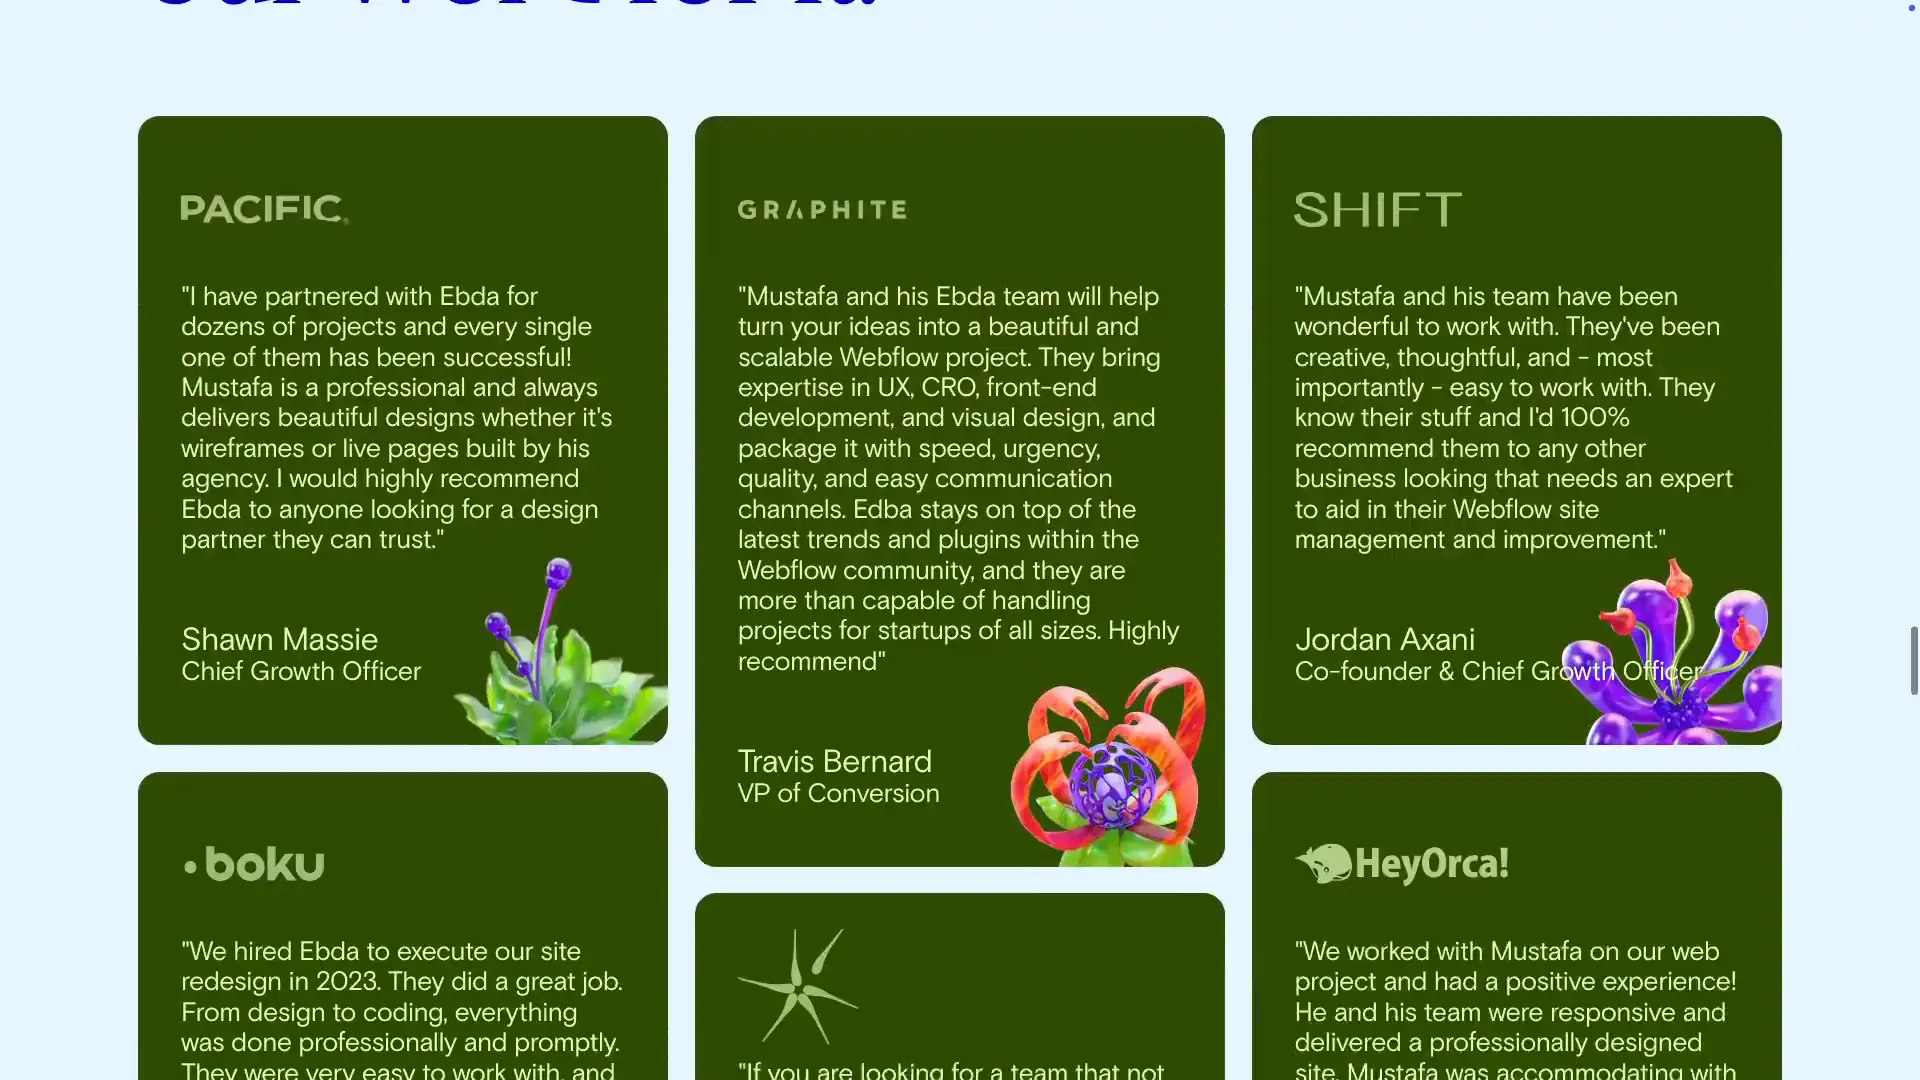 PACIFIC
"I have partnered with Ebda for
dozens of projects and every single
one of them has been successful!
Mustafa is a professional and always
delivers beautiful designs whether it's
wireframes or live pages built by his
agency. I would highly recommend
Ebda to anyone looking for a design
partner they can trust."
Shawn Massie
Chief Growth Officer
GRAPHITE
"Mustafa and his Ebda team will help
turn your ideas into a beautiful and
scalable Webflow project. They bring
expertise in UX, CRO, front-end
development, and visual design, and
package it with speed, urgency,
quality, and easy communication
channels. Edba stays on top of the
latest trends and plugins within the
Webflow community, and they are
more than capable of handling
projects for startups of all sizes. Highly
recommend"
Travis Bernard
VP of Conversion
SHIFT
"Mustafa and his team have been
wonderful to work with. They've been
creative, thoughtful, and - most
importantly - easy to work with. They
know their stuff and I'd 100%
recommend them to any other
business looking that needs an expert
to aid in their Webflow site
management and improvement."
Jordan Axani
Co-founder & Chief Growth Officer
boku
"We hired Ebda to execute our site
redesign in 2023. They did a great job.
From design to coding, everything
was done professionally and promptly.
They were very easy to work with, and
"If you are looking for a team that not
HeyOrca!
"We worked with Mustafa on our web
project and had a positive experience!
He and his team were responsive and
delivered a professionally designed
site. Mustafa was accommodating with